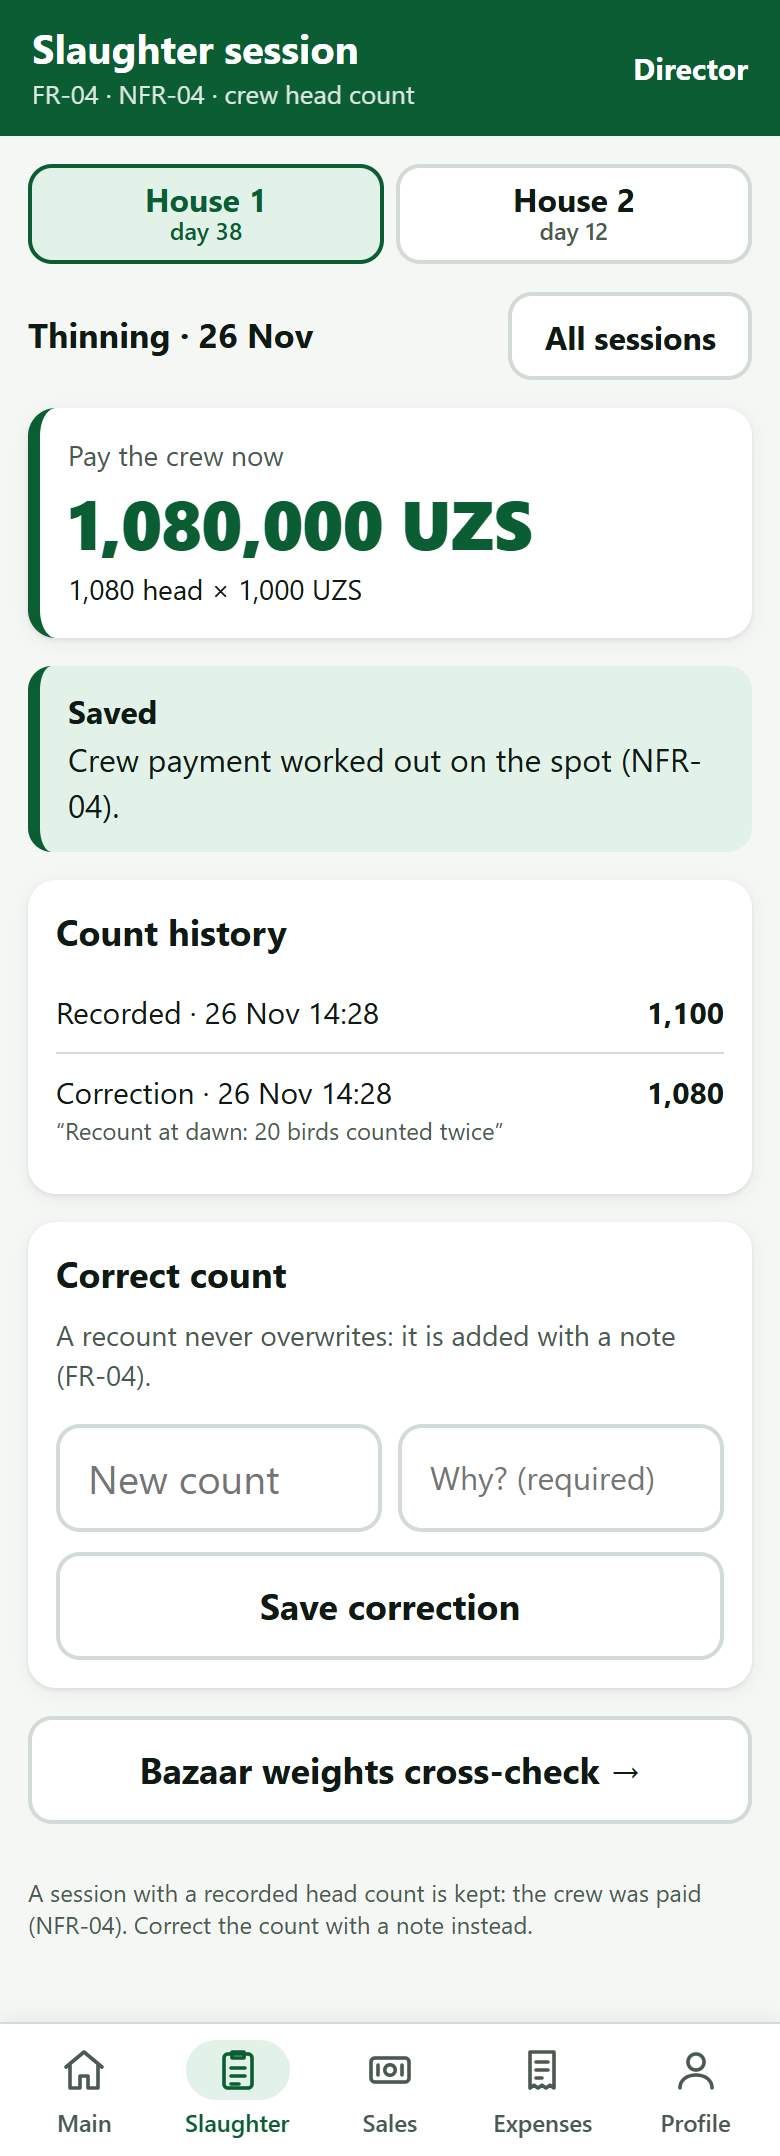 Slaughter session
FR-04 · NFR-04 · crew head count
Director
House 1
day 38
House 2
day 12
Thinning · 26 Nov
All sessions
Pay the crew now
1,080,000 UZS
1,080 head × 1,000 UZS
Saved
Crew payment worked out on the spot (NFR-
04).
Count history
Recorded · 26 Nov 14:28
1,100
Correction · 26 Nov 14:28
1,080
“Recount at dawn: 20 birds counted twice”
Correct count
A recount never overwrites: it is added with a note
(FR-04).
New count
Why? (required)
Save correction
Bazaar weights cross-check →
A session with a recorded head count is kept: the crew was paid
(NFR-04). Correct the count with a note instead.
Main
Slaughter
Sales
Expenses
Profile